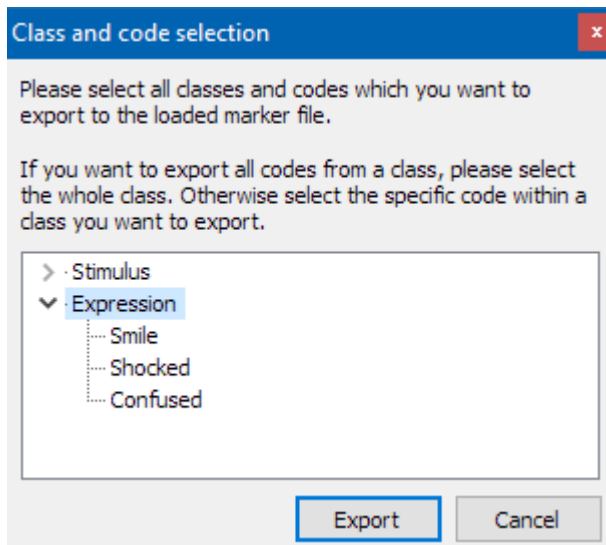 Class and code selection
x
Please select all classes and codes which you want to
export to the loaded marker file.
If you want to export all codes from a class, please select
the whole class. Otherwise select the specific code within a
class you want to export.
Stimulus
Expression
Smile
Shocked
Confused
Export
Cancel